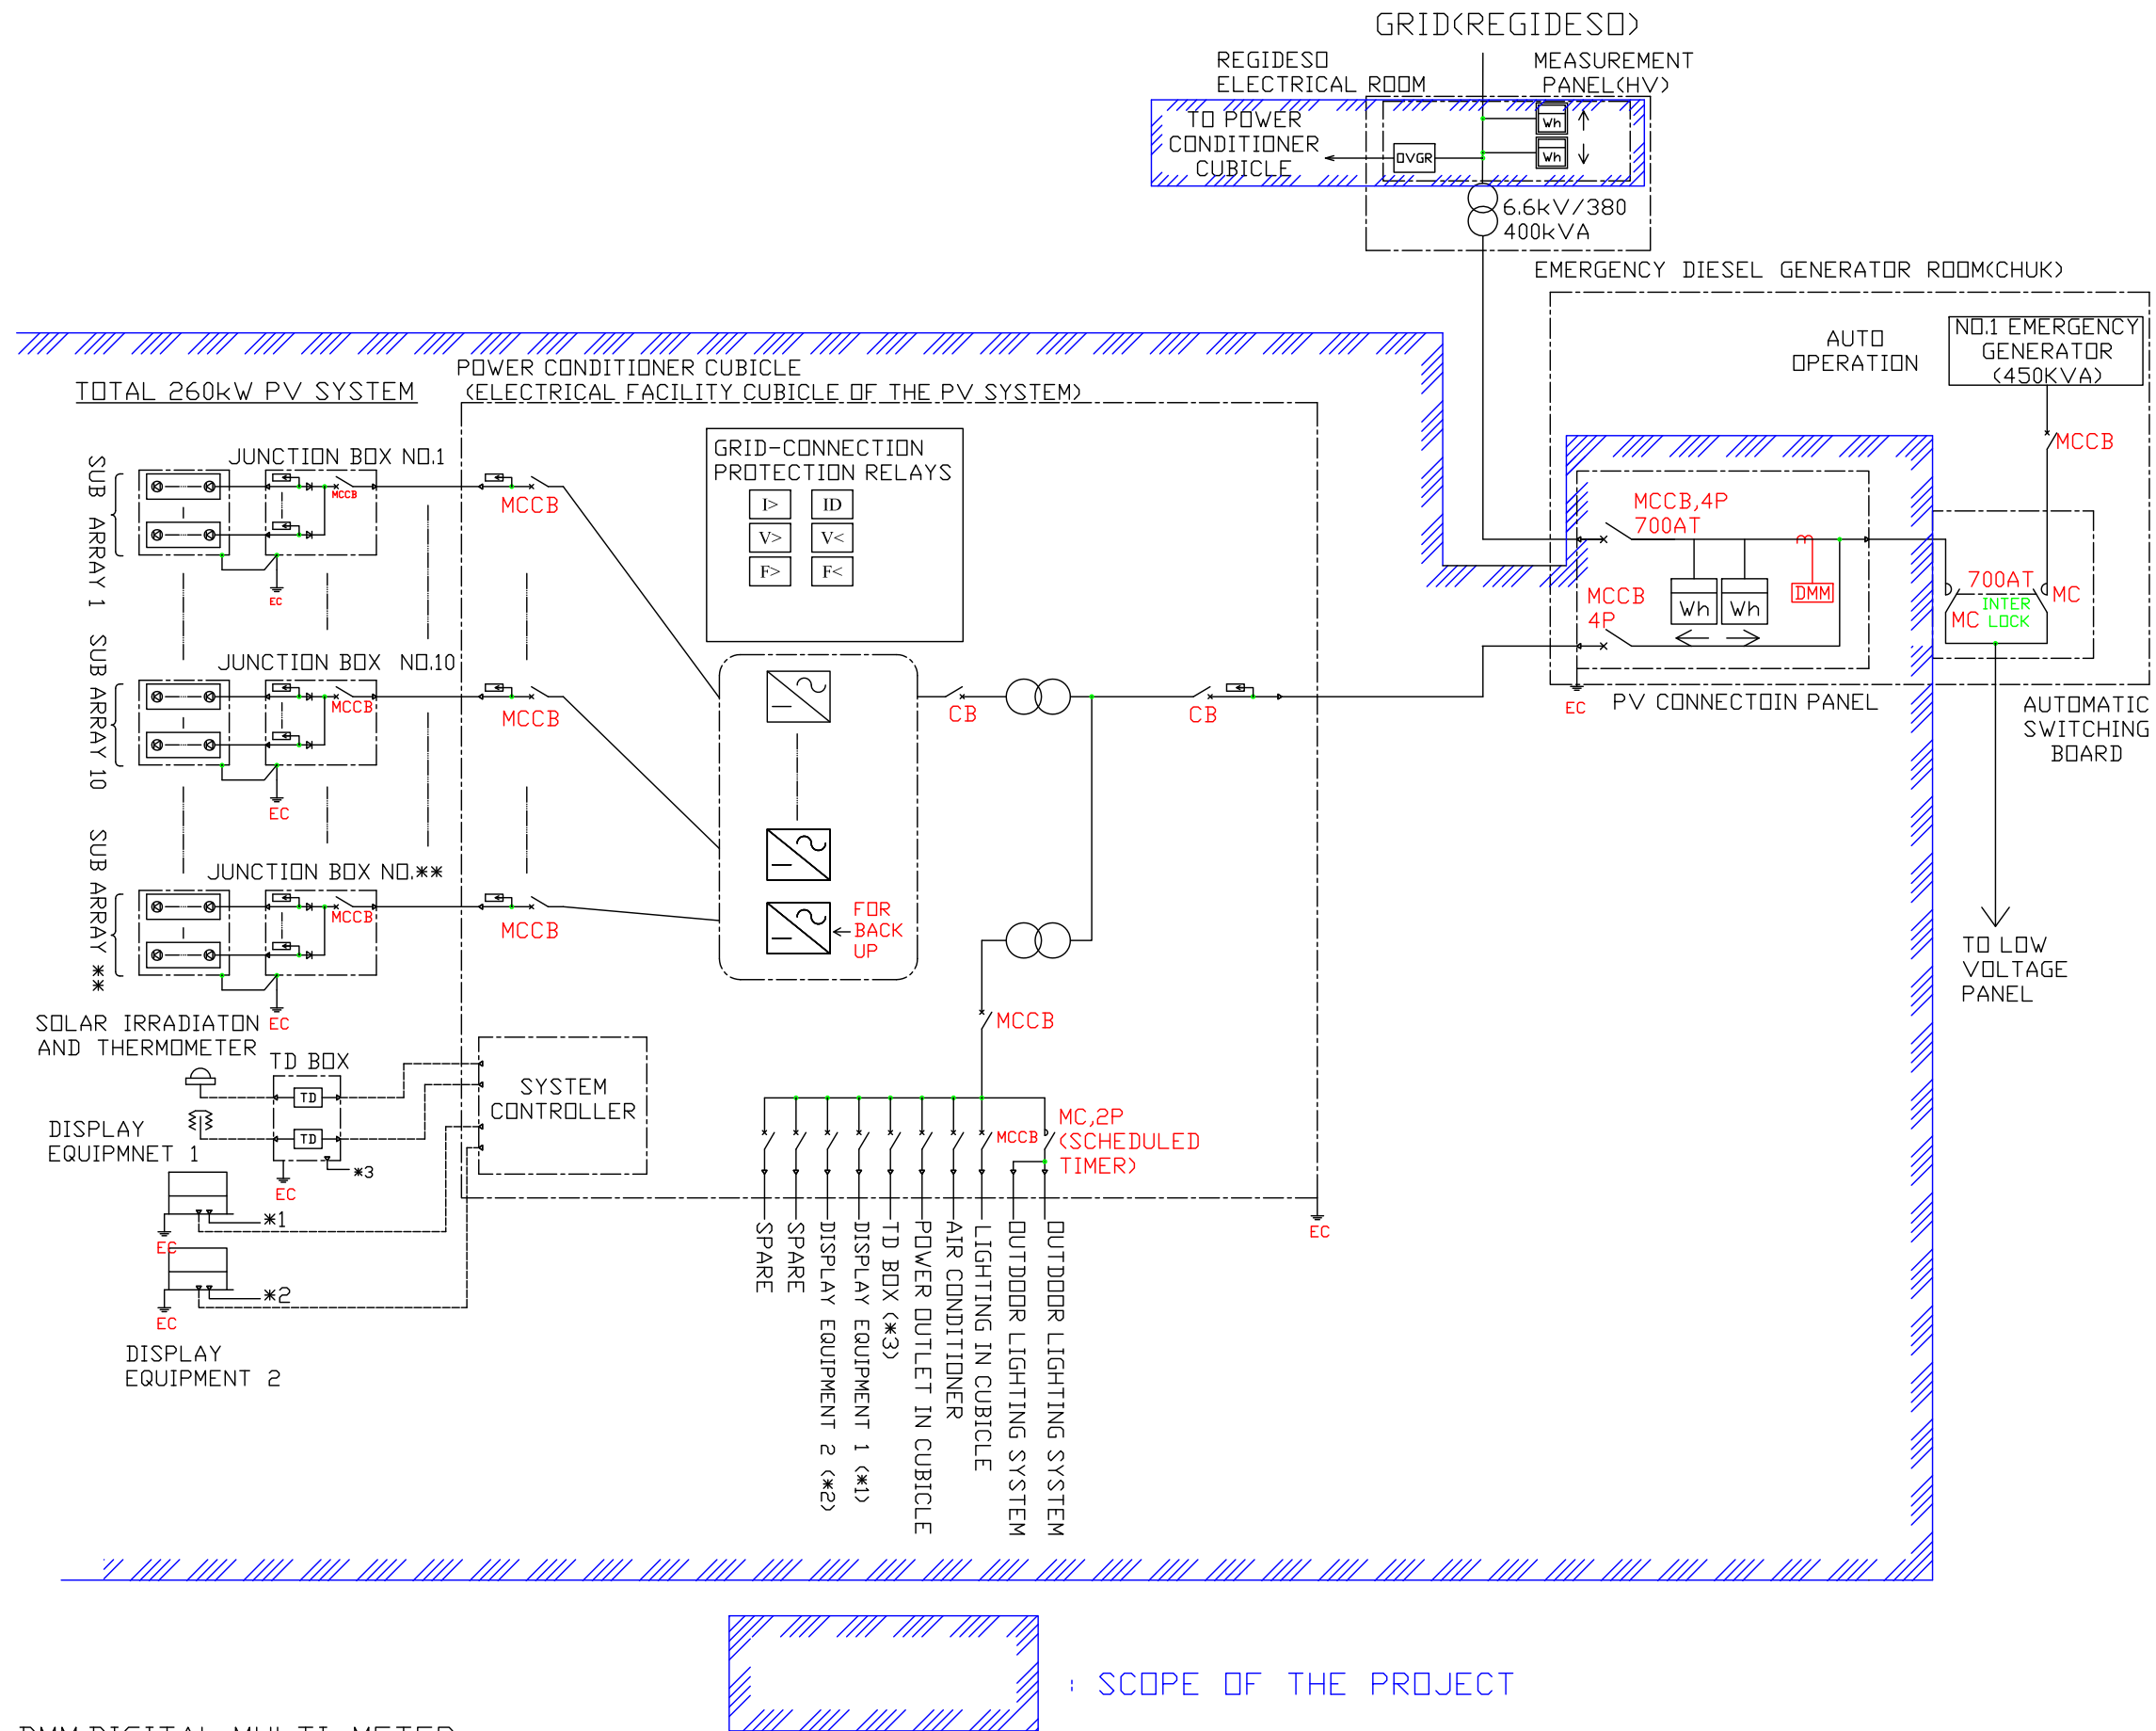 GRID(REGIDESO)
REGIDESO
ELECTRICAL ROOM
MEASUREMENT
PANEL(HV)
TO POWER
CONDITIONER
CUBICLE
OVGR
Wh
Wh
6.6kV/380
400kVA
EMERGENCY DIESEL GENERATOR ROOM(CHUK)
AUTO
OPERATION
NO.1 EMERGENCY
GENERATOR
(450KVA)
MCCB
POWER CONDITIONER CUBICLE
(ELECTRICAL FACILITY CUBICLE OF THE PV SYSTEM)
TOTAL 260kW PV SYSTEM
GRID-CONNECTION
PROTECTION RELAYS
I> ID
V> V<
F> F<
SUB ARRAY 1
JUNCTION BOX NO.1
MCCB
EC
MCCB
SUB ARRAY 10
JUNCTION BOX NO.10
MCCB
EC
MCCB
SUB ARRAY **
JUNCTION BOX NO.**
MCCB
EC
MCCB
FOR
BACK
UP
CB
CB
MCCB,4P
700AT
MCCB
4P
Wh
Wh
DMM
700AT
MC
INTER
LOCK
MC
EC
PV CONNECTOIN PANEL
AUTOMATIC
SWITCHING
BOARD
TO LOW
VOLTAGE
PANEL
SOLAR IRRADIATON
AND THERMOMETER
TD BOX
TD
TD
*3
EC
DISPLAY
EQUIPMNET 1
*1
EC
*2
EC
DISPLAY
EQUIPMENT 2
SYSTEM
CONTROLLER
MCCB
MCCB
MC,2P
(SCHEDULED
TIMER)
EC
SPARE
SPARE
DISPLAY EQUIPMENT 2 (*2)
DISPLAY EQUIPMENT 1 (*1)
TD BOX (*3)
POWER OUTLET IN CUBICLE
AIR CONDITIONER
LIGHTING IN CUBICLE
OUTDOOR LIGHTING SYSTEM
OUTDOOR LIGHTING SYSTEM
: SCOPE OF THE PROJECT
DMM:DIGITAL MULTI METER